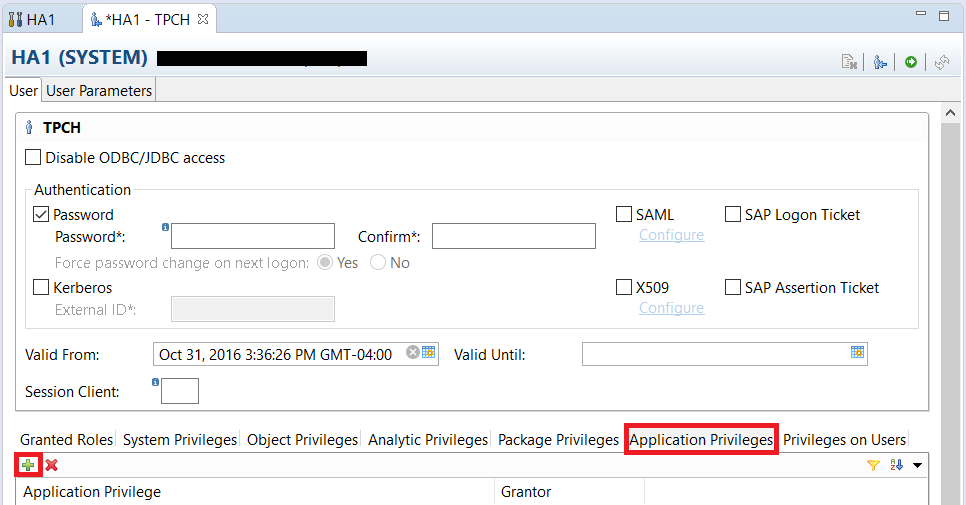 HA1 *HA1 - TPCH
HA1 (SYSTEM)
User User Parameters
TPCH
Disable ODBC/JDBC access
Authentication
Password SAML SAP Logon Ticket
Password*: Confirm*: Configure
Force password change on next logon: Yes No
Kerberos X509 SAP Assertion Ticket
External ID*: Configure
Valid From: Oct 31, 2016 3:36:26 PM GMT-04:00 Valid Until:
Session Client:
Granted Roles System Privileges Object Privileges Analytic Privileges Package Privileges Application Privileges Privileges on Users
Application Privilege Grantor